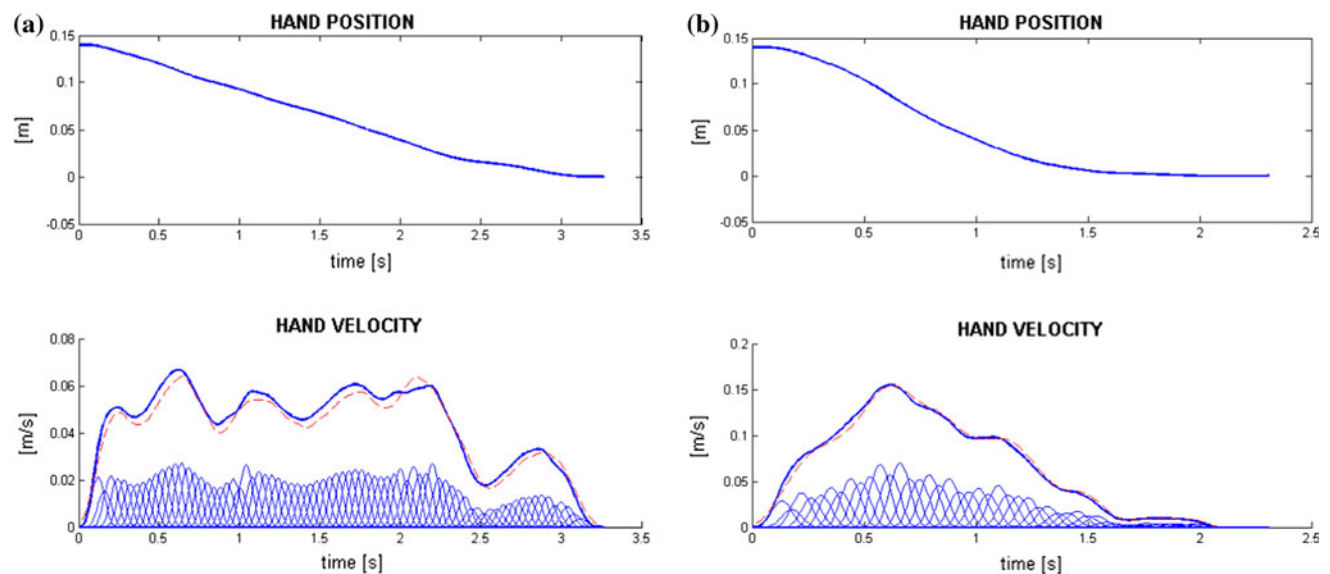 (a)
HAND POSITION
0.15
0.1
0.05
0
-0.05
[m]
0 0.5 1 1.5 2 2.5 3 3.5
time [s]
HAND VELOCITY
0.08
0.06
0.04
0.02
0
[m/s]
0 0.5 1 1.5 2 2.5 3 3.5
time [s]
(b)
HAND POSITION
0.15
0.1
0.05
0
-0.05
[m]
0 0.5 1 1.5 2 2.5
time [s]
HAND VELOCITY
0.2
0.15
0.1
0.05
0
[m/s]
0 0.5 1 1.5 2 2.5
time [s]